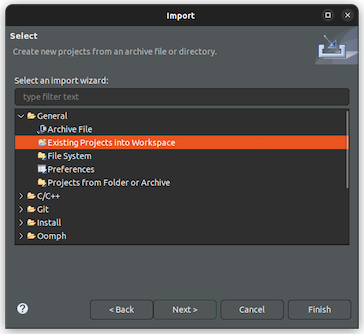 Import
Select
Create new projects from an archive file or directory.
Select an import wizard:
type filter text
General
Archive File
Existing Projects into Workspace
File System
Preferences
Projects from Folder or Archive
C/C++
Git
Install
Oomph
?
< Back
Next >
Cancel
Finish